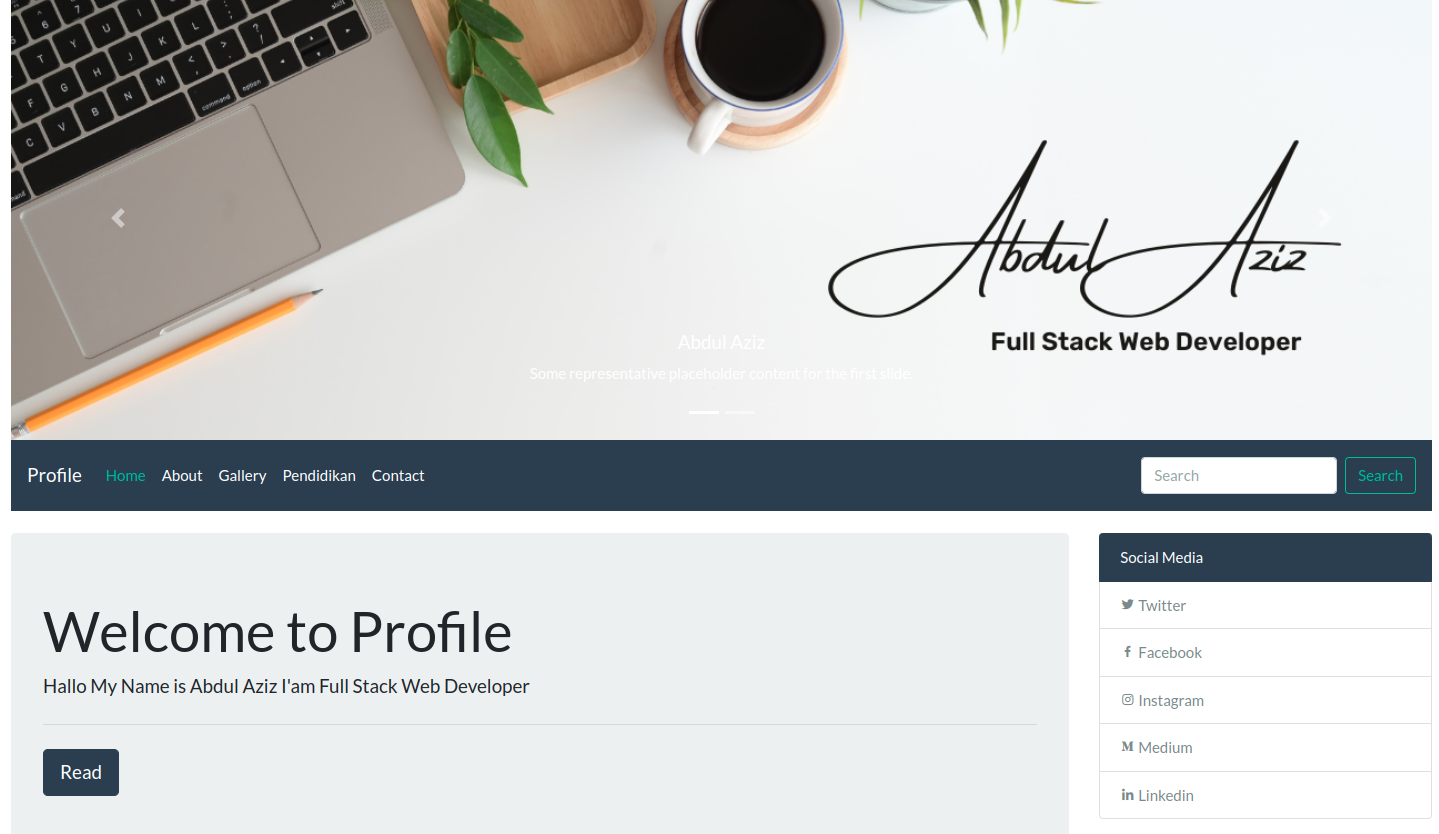 Abdul Aziz
Full Stack Web Developer
Abdul Aziz
Some representative placeholder content for the first slide.
Profile Home About Gallery Pendidikan Contact Search Search
Welcome to Profile
Hallo My Name is Abdul Aziz I'am Full Stack Web Developer
Read
Social Media
Twitter
Facebook
Instagram
Medium
Linkedin